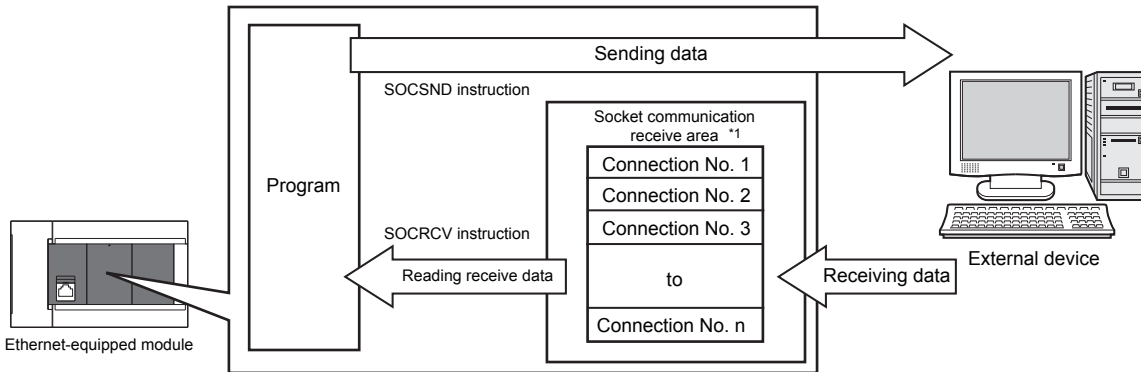 Sending data
SOCSND instruction
Socket communication
receive area *1
Connection No. 1
Program
Connection No. 2
Connection No. 3
SOCRCV instruction
External device
Reading receive data
to
Receiving data
Connection No. n
Ethernet-equipped module